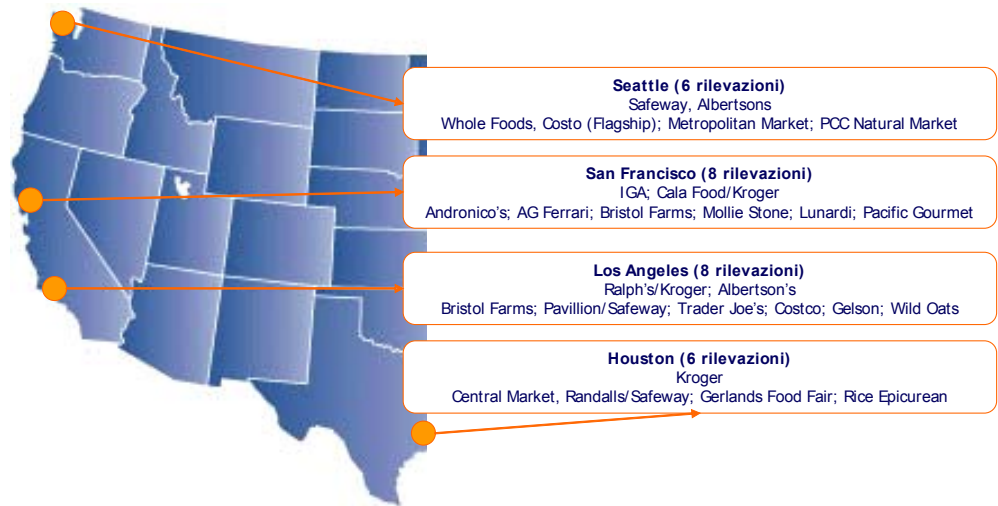 Seattle (6 rilevazioni)
Safeway, Albertsons
Whole Foods, Costo (Flagship); Metropolitan Market; PCC Natural Market
San Francisco (8 rilevazioni)
IGA; Cala Food/Kroger
Andronico's; AG Ferrari; Bristol Farms; Mollie Stone; Lunardi; Pacific Gourmet
Los Angeles (8 rilevazioni)
Ralph's/Kroger; Albertson's
Bristol Farms; Pavillion/Safeway; Trader Joe's; Costco; Gelson; Wild Oats
Houston (6 rilevazioni)
Kroger
Central Market, Randalls/Safeway; Gerlands Food Fair; Rice Epicurean